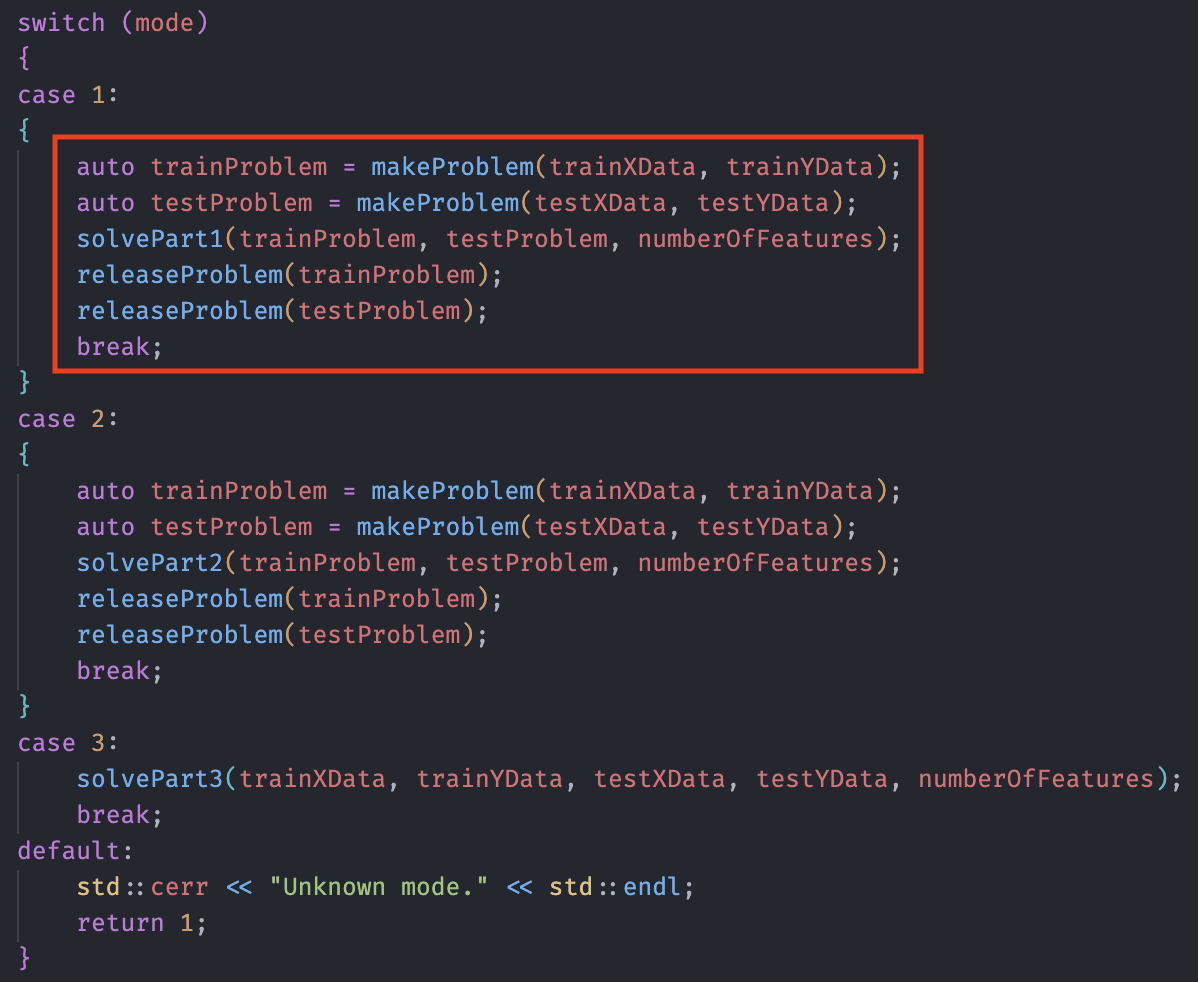 switch (mode)
{
case 1:
{
    auto trainProblem = makeProblem(trainXData, trainYData);
    auto testProblem = makeProblem(testXData, testYData);
    solvePart1(trainProblem, testProblem, numberOfFeatures);
    releaseProblem(trainProblem);
    releaseProblem(testProblem);
    break;
}
case 2:
{
    auto trainProblem = makeProblem(trainXData, trainYData);
    auto testProblem = makeProblem(testXData, testYData);
    solvePart2(trainProblem, testProblem, numberOfFeatures);
    releaseProblem(trainProblem);
    releaseProblem(testProblem);
    break;
}
case 3:
    solvePart3(trainXData, trainYData, testXData, testYData, numberOfFeatures);
    break;
default:
    std::cerr << "Unknown mode." << std::endl;
    return 1;
}